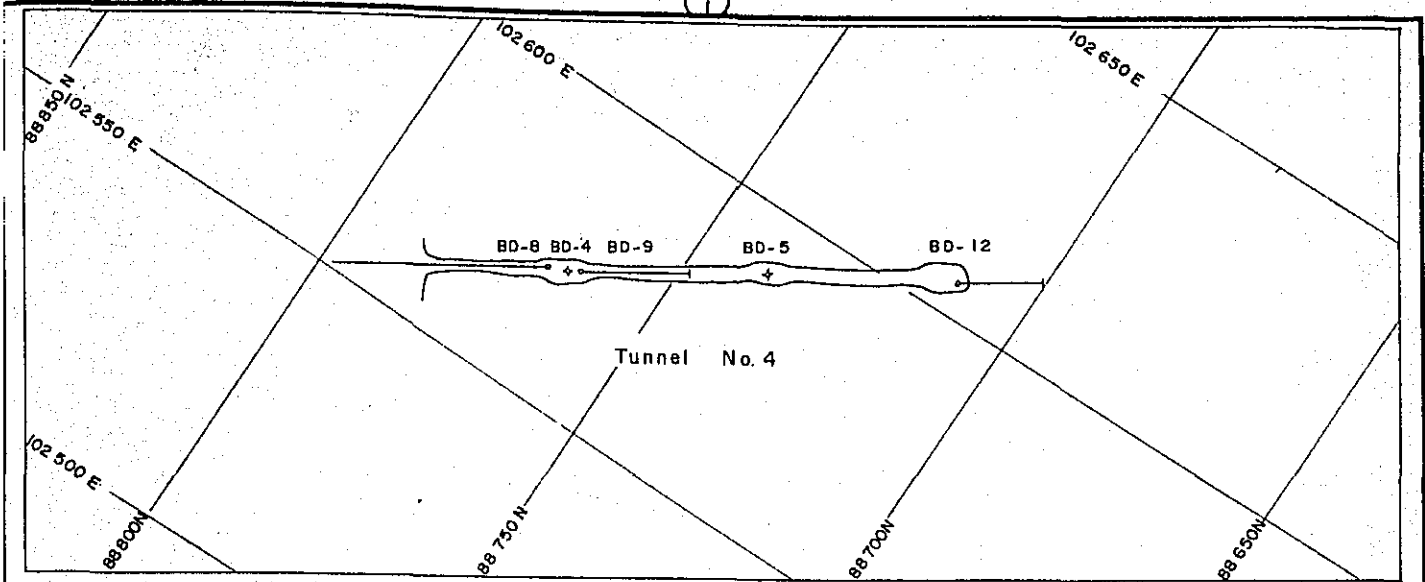 102 600 E
102 650 E
88 850 N
102 550 E
BD-8 BD-4 BD-9 BD-5 BD-12
Tunnel No. 4
102 500 E
88 800N
88 750 N
88 700N
88 650N